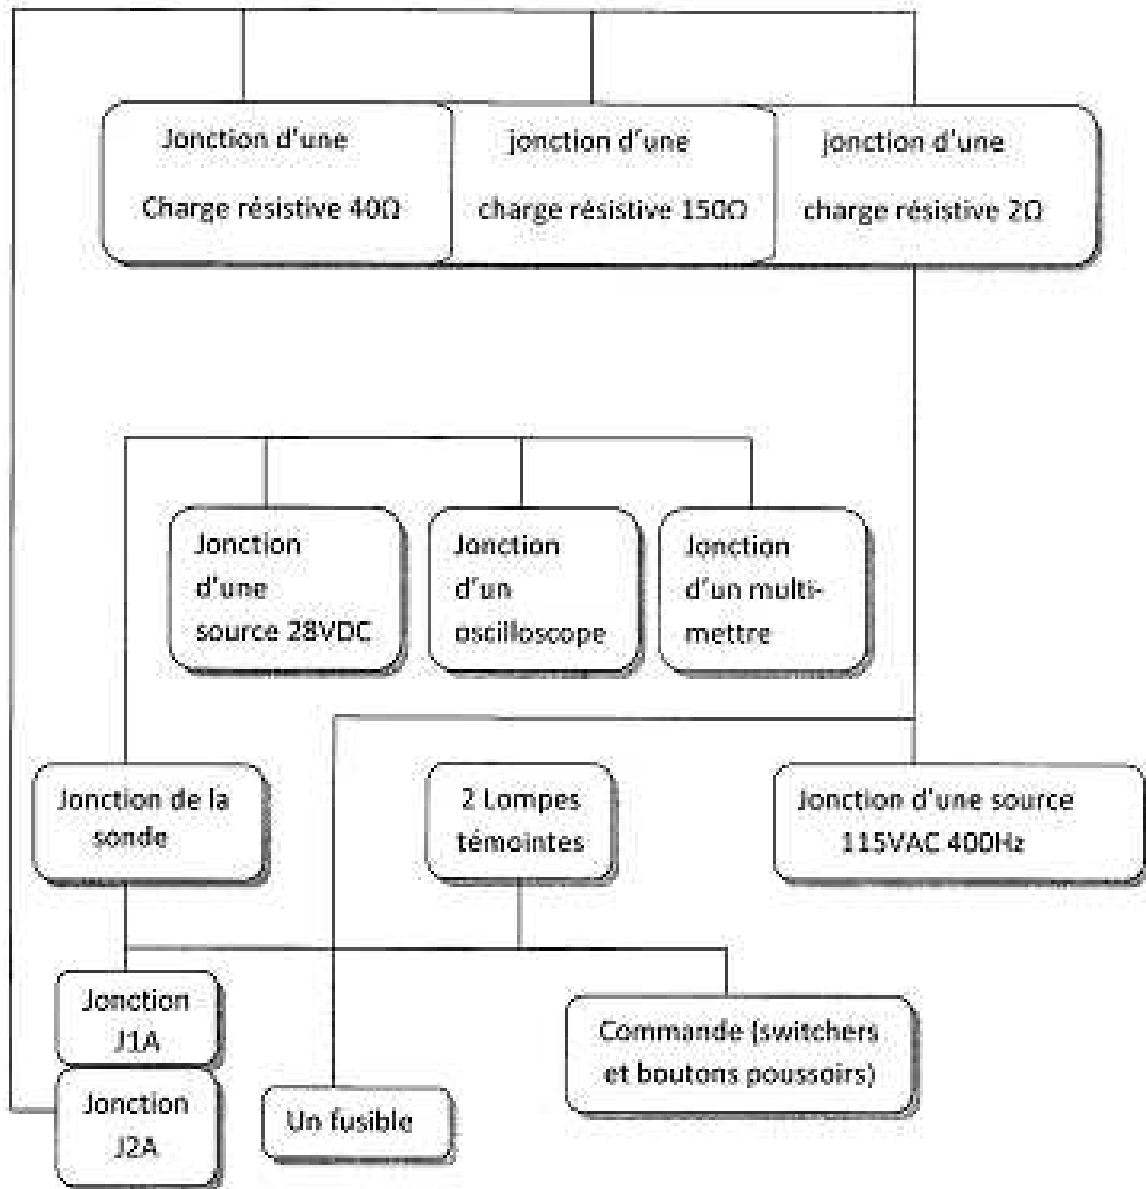 Jonction d'une
Charge résistive 40Ω
jonction d'une
charge résistive 150Ω
jonction d'une
charge résistive 2Ω
Jonction
d'une
source 28VDC
Jonction
d'un
oscilloscope
Jonction
d'un multi-
mettre
Jonction de la
sonde
2 Lompes
témointes
Jonction d'une source
115VAC 400Hz
Jonction
J1A
Jonction
J2A
Un fusible
Commande (switchers
et boutons poussoirs)